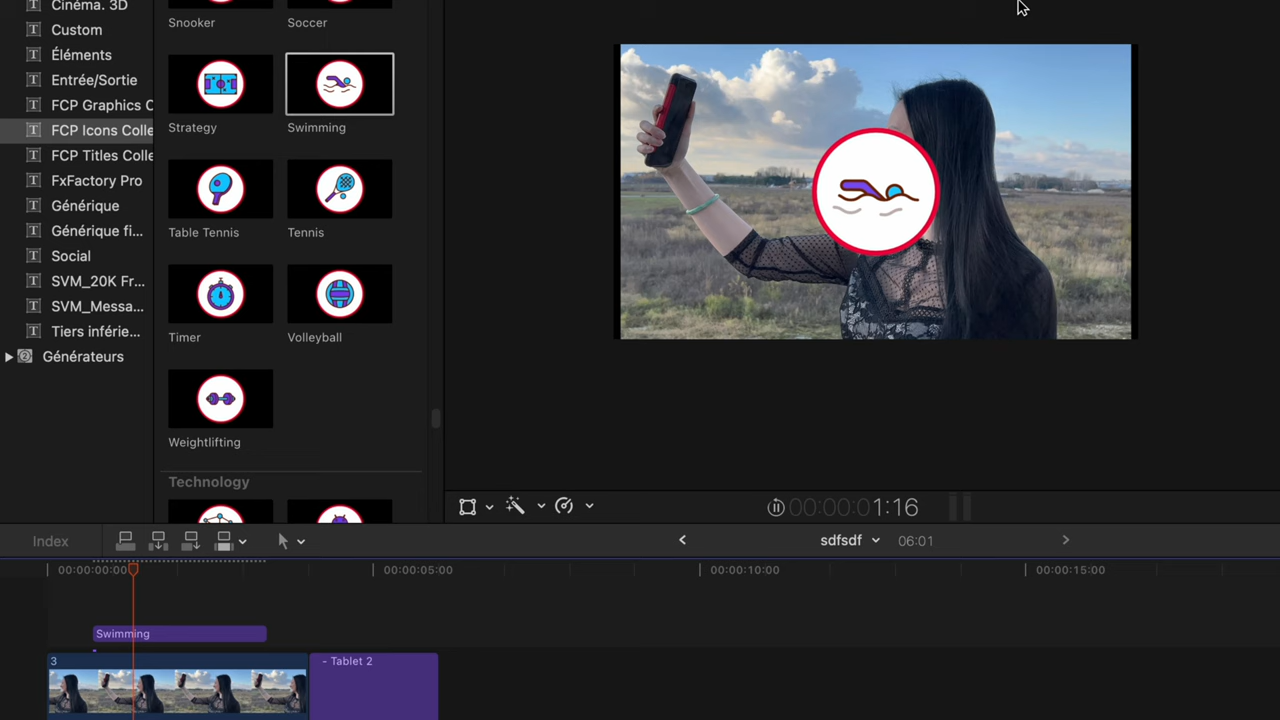 Cinéma. 3D
Custom
Éléments
Entrée/Sortie
FCP Graphics C
FCP Icons Colle
FCP Titles Colle
FxFactory Pro
Générique
Générique fi...
Social
SVM_20K Fr...
SVM_Messa...
Tiers inférie...
Générateurs
Snooker
Soccer
Strategy
Swimming
Table Tennis
Tennis
Timer
Volleyball
Weightlifting
Technology
00:00:01:16
Index
sdfsdf
06:01
00:00:00:00
00:00:05:00
00:00:10:00
00:00:15:00
Swimming
3
- Tablet 2